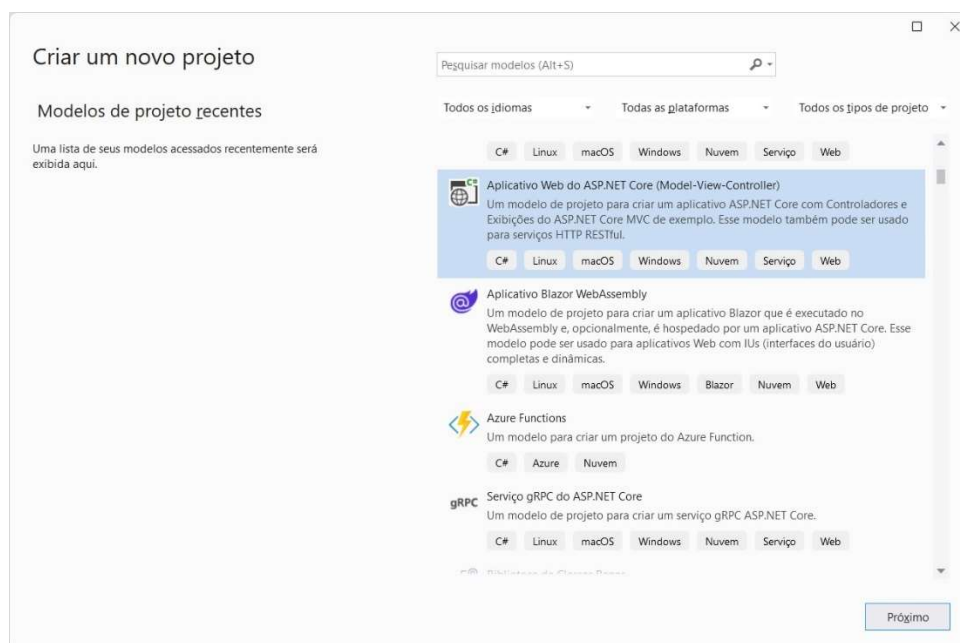 Criar um novo projeto
Pesquisar modelos (Alt+S)
Modelos de projeto recentes
Todos os idiomas
Todas as plataformas
Todos os tipos de projeto
Uma lista de seus modelos acessados recentemente será
exibida aqui.
C# Linux macOS Windows Nuvem Serviço Web
Aplicativo Web do ASP.NET Core (Model-View-Controller)
Um modelo de projeto para criar um aplicativo ASP.NET Core com Controladores e
Exibições do ASP.NET Core MVC de exemplo. Esse modelo também pode ser usado
para serviços HTTP RESTful.
C# Linux macOS Windows Nuvem Serviço Web
Aplicativo Blazor WebAssembly
Um modelo de projeto para criar um aplicativo Blazor que é executado no
WebAssembly e, opcionalmente, é hospedado por um aplicativo ASP.NET Core. Esse
modelo pode ser usado para aplicativos Web com IUs (interfaces do usuário)
completas e dinâmicas.
C# Linux macOS Windows Blazor Nuvem Web
Azure Functions
Um modelo para criar um projeto do Azure Function.
C# Azure Nuvem
gRPC Serviço gRPC do ASP.NET Core
Um modelo de projeto para criar um serviço gRPC ASP.NET Core.
C# Linux macOS Windows Nuvem Serviço Web
Próximo